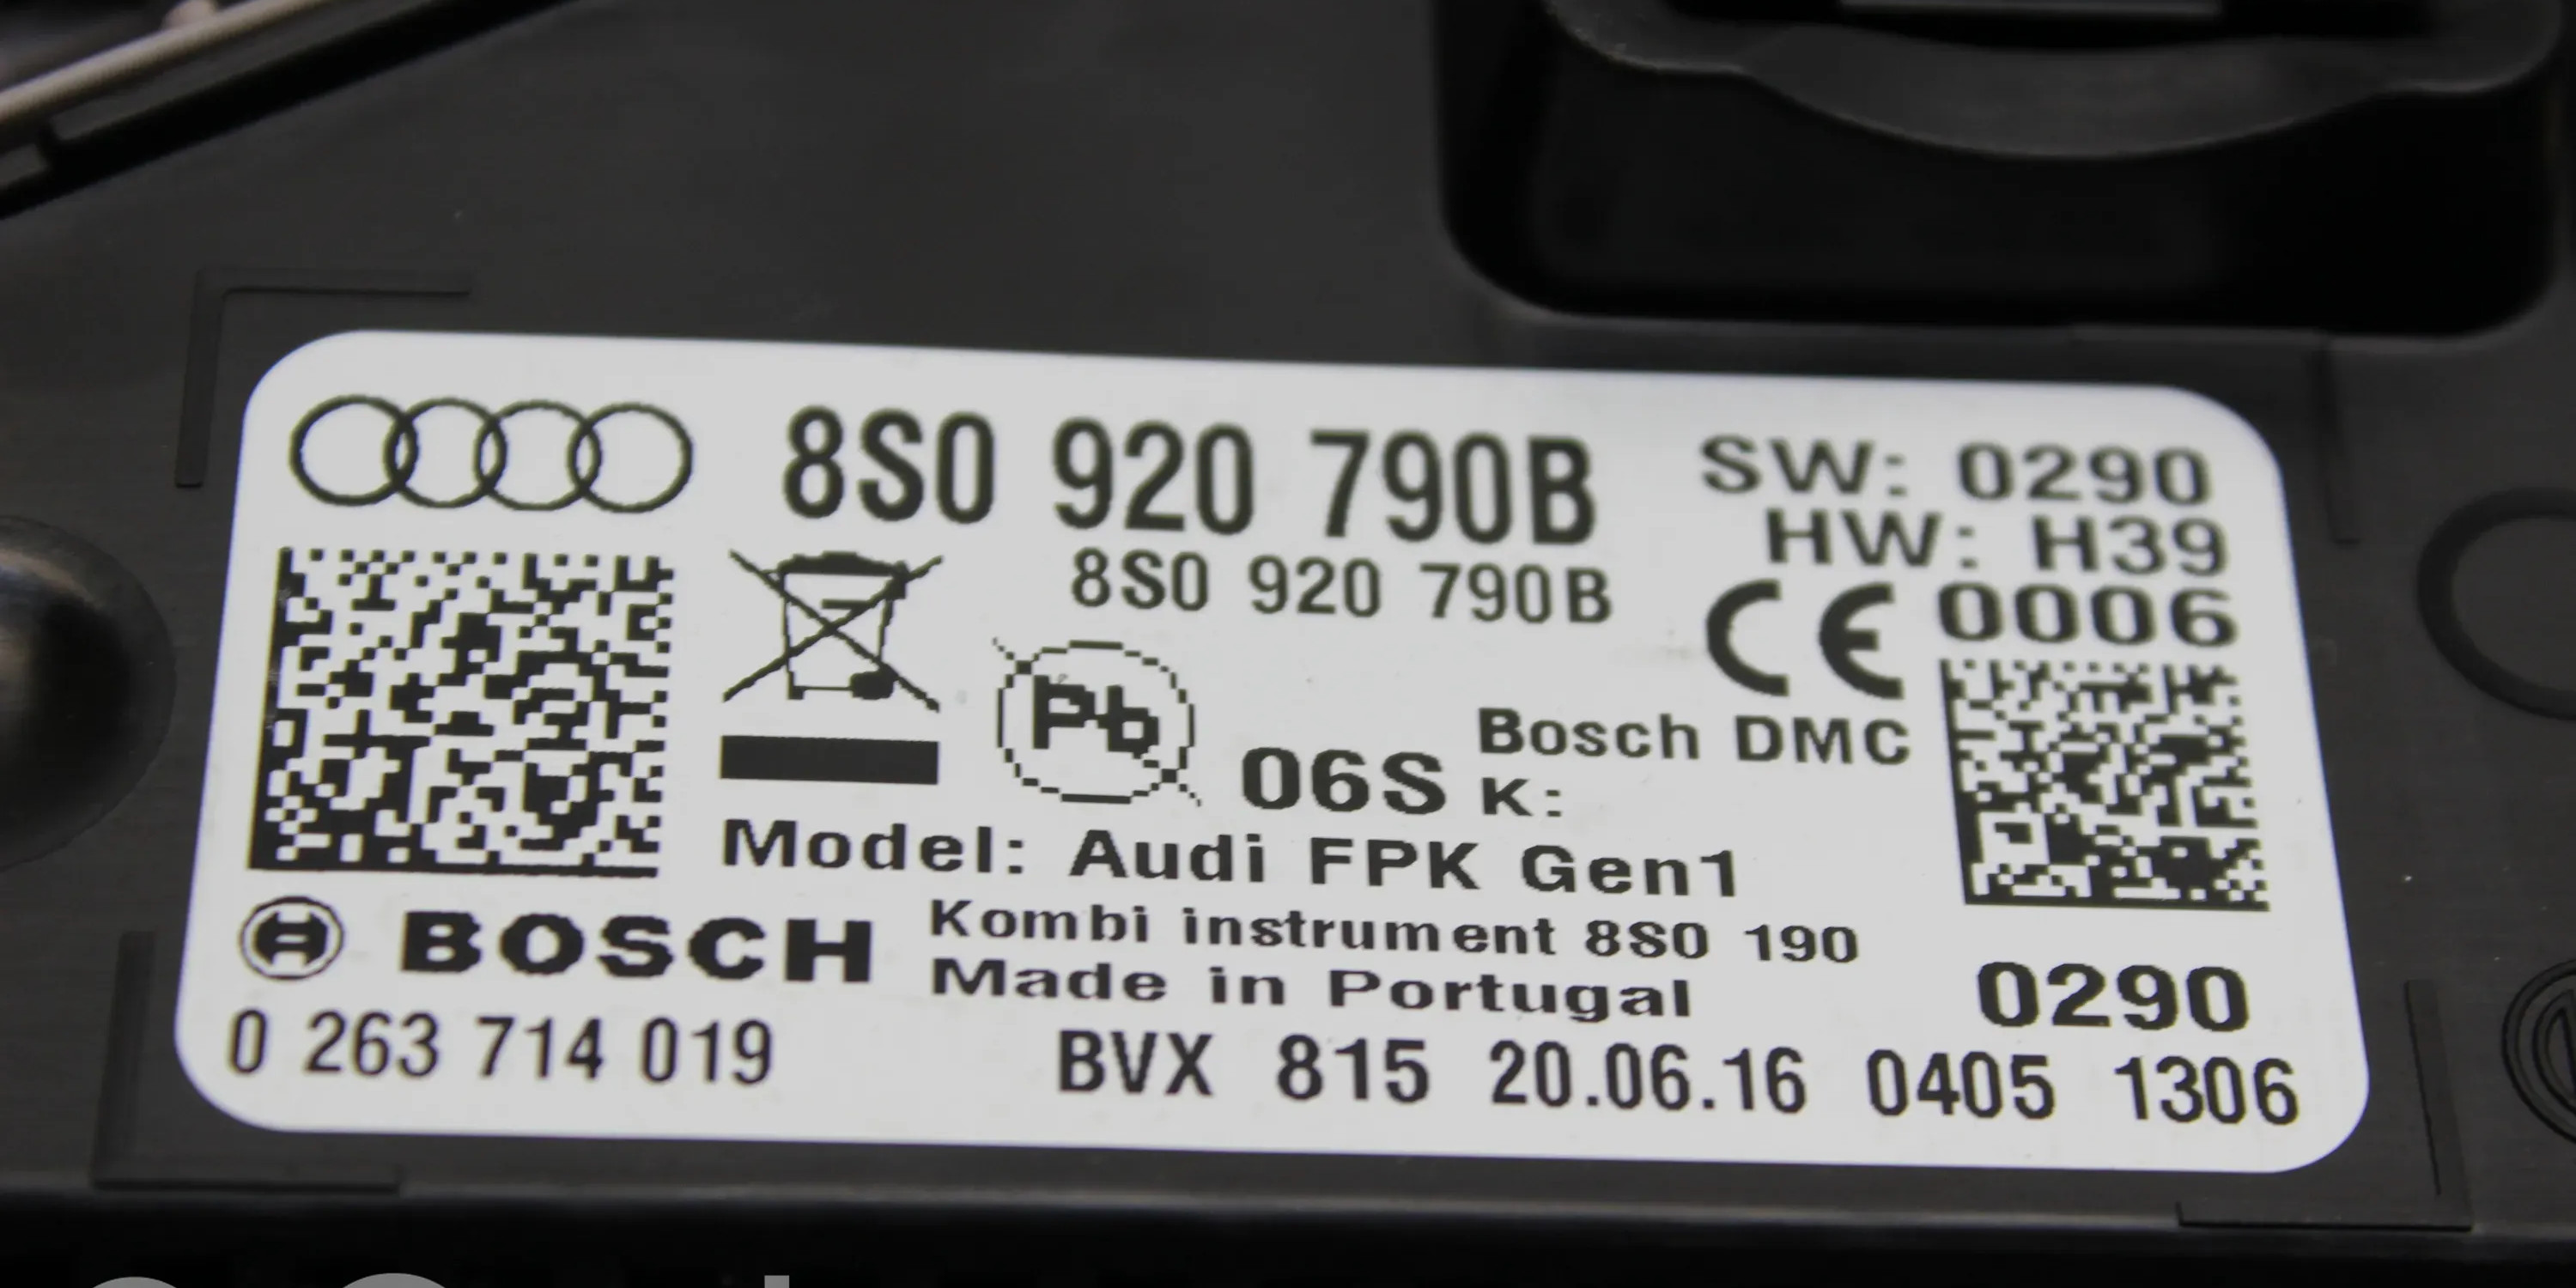 8S0 920 790B
SW: 0290
HW: H39
8S0 920 790B
0006
CE
Pb
06S
Bosch DMC
K:
Model: Audi FPK Gen1
BOSCH
Kombi instrument 8S0 190
Made in Portugal
0290
0 263 714 019
BVX 815 20.06.16 0405 1306